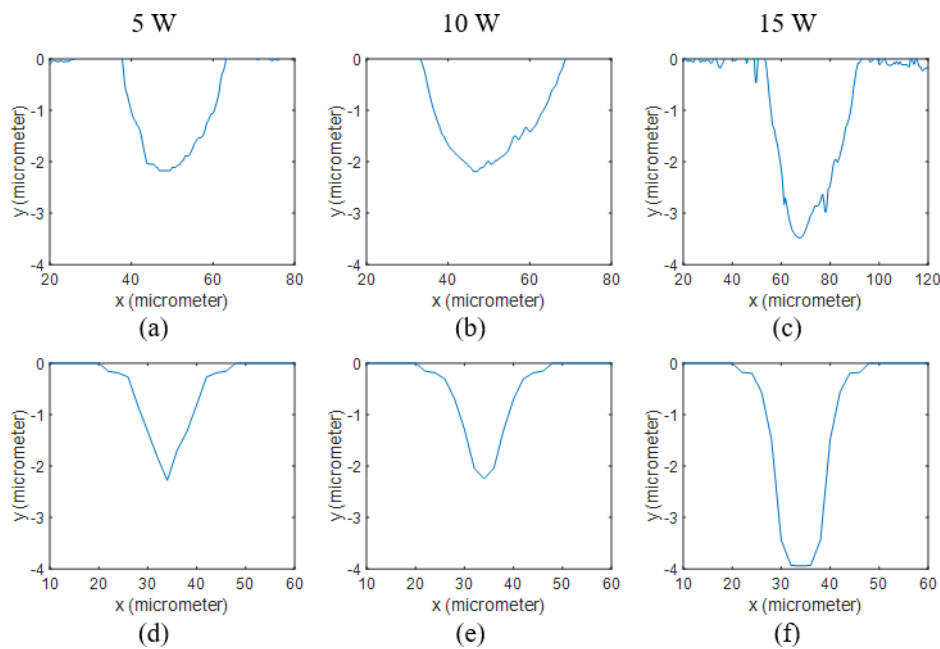 5 W 10 W 15 W
0 0 0
-1 -1 -1
-2 -2 -2
-3 -3 -3
-4 -4 -4
y (micrometer) y (micrometer) y (micrometer)
20 40 60 80 20 40 60 80 20 40 60 80 100 120
x (micrometer) x (micrometer) x (micrometer)
(a) (b) (c)
0 0 0
-1 -1 -1
-2 -2 -2
-3 -3 -3
-4 -4 -4
y (micrometer) y (micrometer) y (micrometer)
10 20 30 40 50 60 10 20 30 40 50 60 10 20 30 40 50 60
x (micrometer) x (micrometer) x (micrometer)
(d) (e) (f)